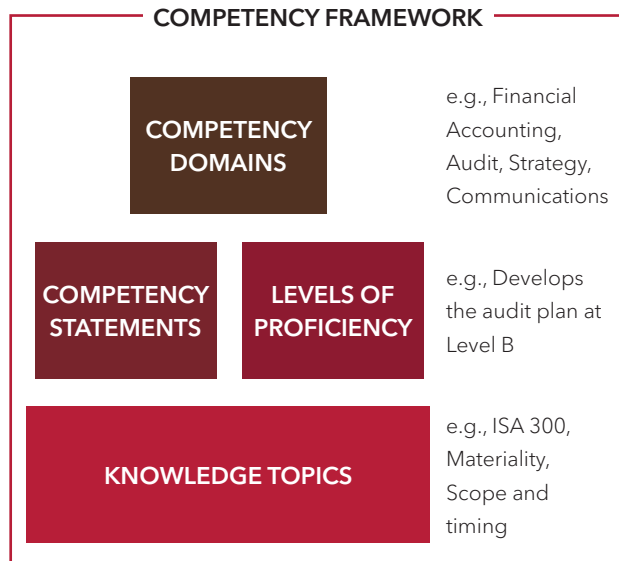 COMPETENCY FRAMEWORK
COMPETENCY
DOMAINS
e.g., Financial
Accounting,
Audit, Strategy,
Communications
COMPETENCY
STATEMENTS
LEVELS OF
PROFICIENCY
e.g., Develops
the audit plan at
Level B
KNOWLEDGE TOPICS
e.g., ISA 300,
Materiality,
Scope and
timing